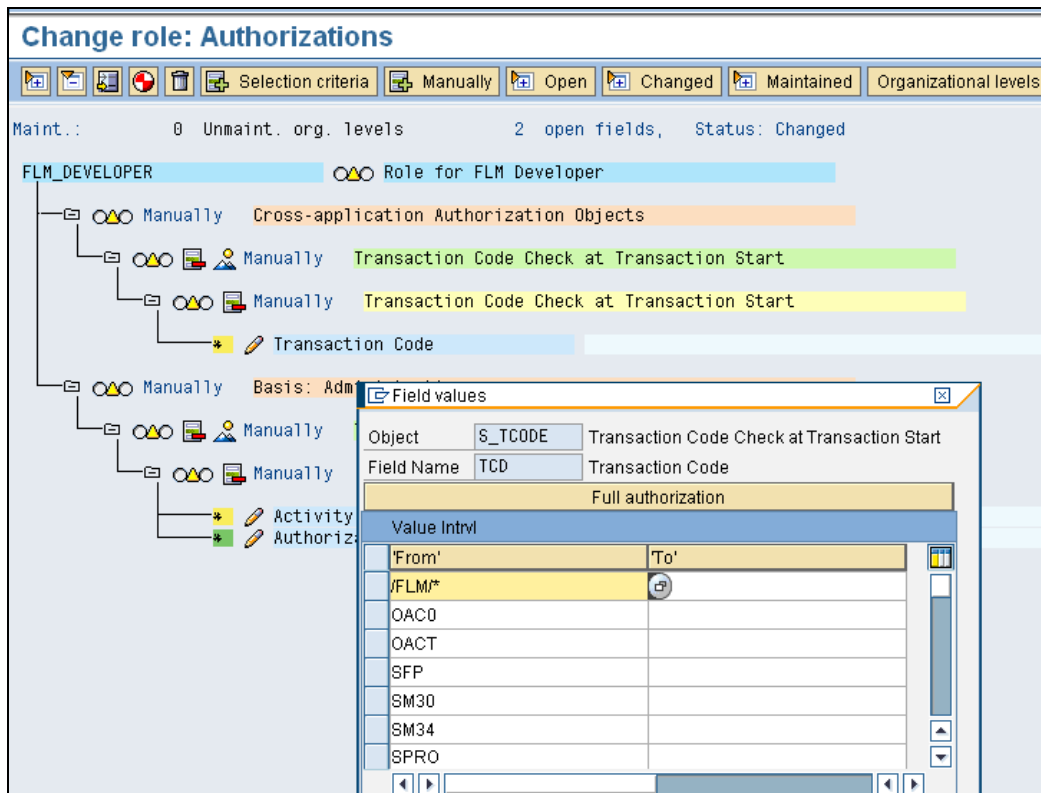 Change role: Authorizations
Selection criteria Manually Open Changed Maintained Organizational levels
Maint.: 0 Unmaint. org. levels 2 open fields, Status: Changed
FLM_DEVELOPER Role for FLM Developer
Manually Cross-application Authorization Objects
Manually Transaction Code Check at Transaction Start
Manually Transaction Code Check at Transaction Start
* Transaction Code
Manually Basis: Adm
Manually
Manually
* Activity
* Authoriz
Field values
Object S_TCODE Transaction Code Check at Transaction Start
Field Name TCD Transaction Code
Full authorization
Value Intrvl
'From' 'To'
/FLM/*
OAC0
OACT
SFP
SM30
SM34
SPRO